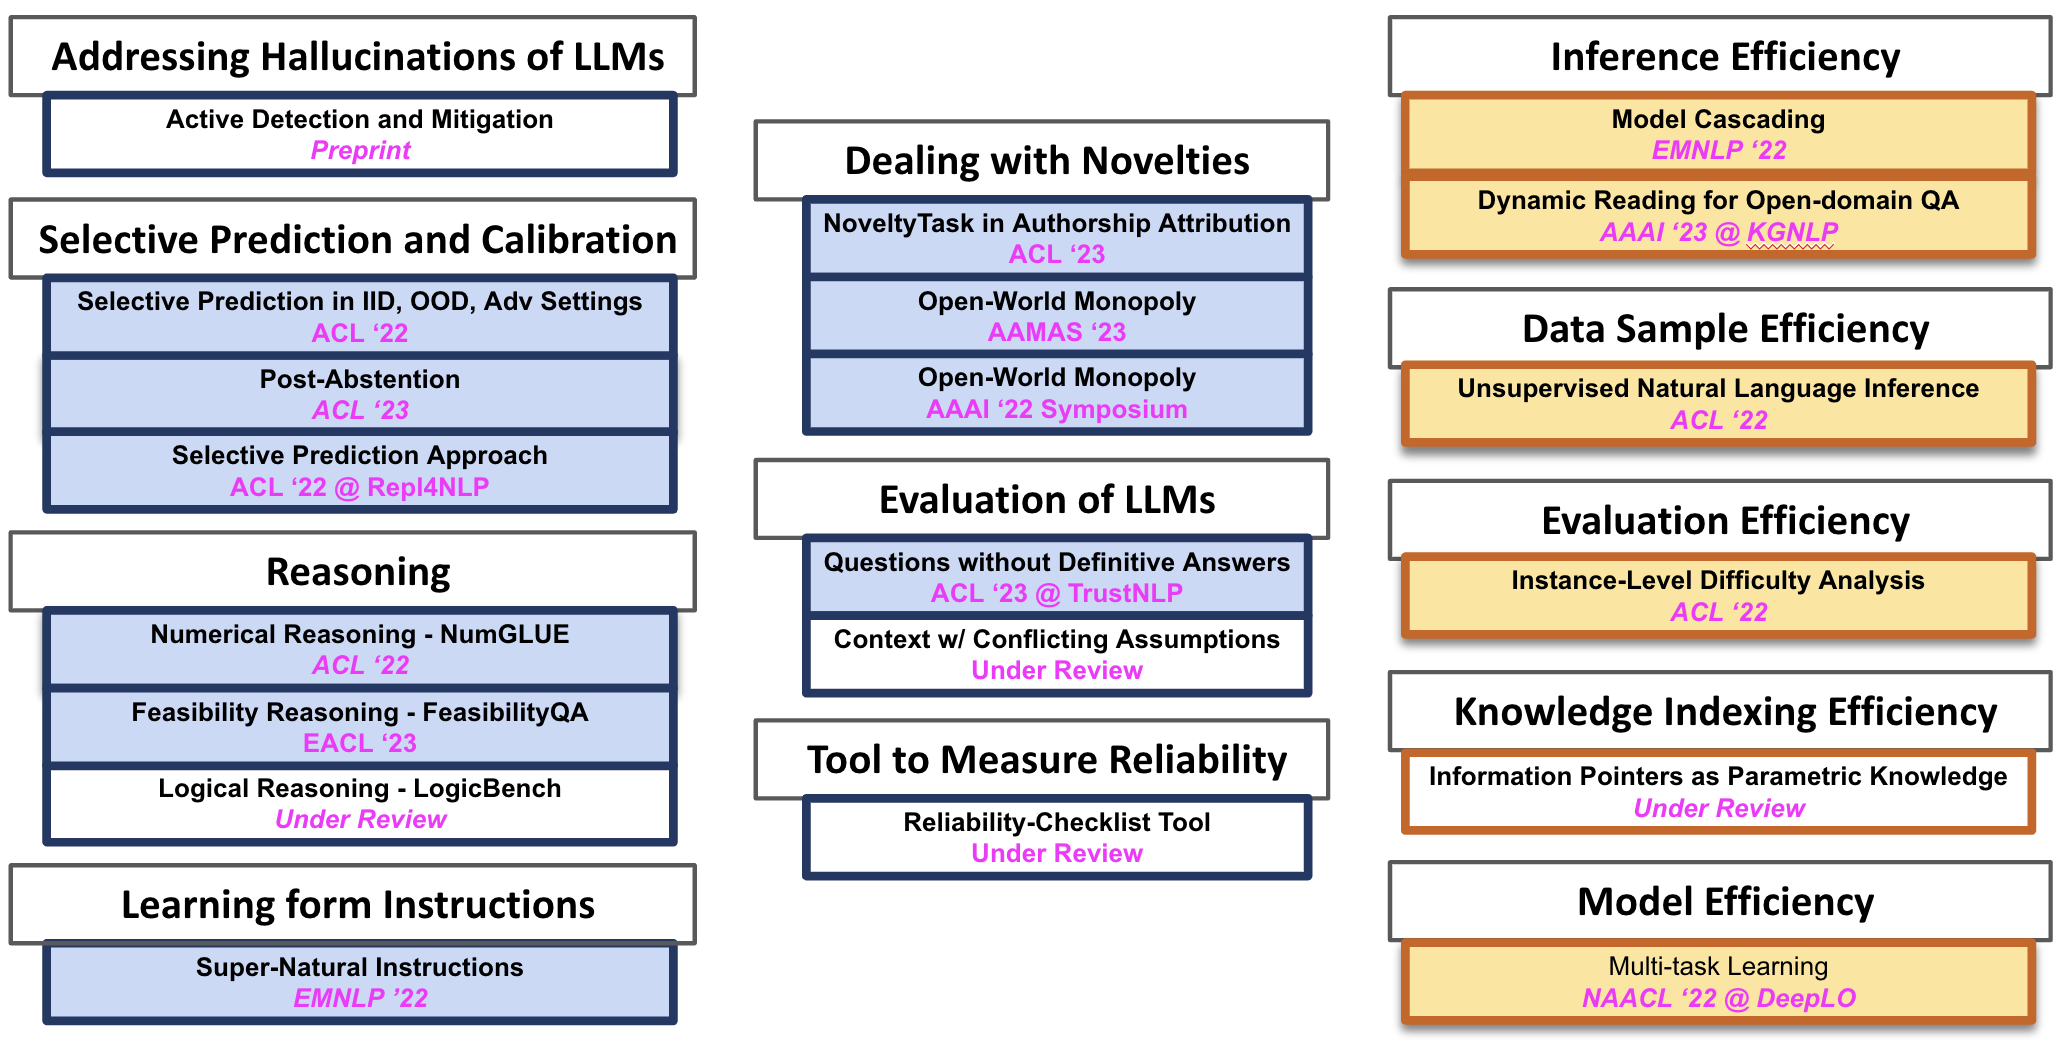 Addressing Hallucinations of LLMs
Active Detection and Mitigation
Preprint
Selective Prediction and Calibration
Selective Prediction in IID, OOD, Adv Settings
ACL ‘22
Post-Abstention
ACL ‘23
Selective Prediction Approach
ACL ‘22 @ Repl4NLP
Reasoning
Numerical Reasoning - NumGLUE
ACL ‘22
Feasibility Reasoning - FeasibilityQA
EACL ‘23
Logical Reasoning - LogicBench
Under Review
Learning form Instructions
Super-Natural Instructions
EMNLP ’22
Dealing with Novelties
NoveltyTask in Authorship Attribution
ACL ‘23
Open-World Monopoly
AAMAS ‘23
Open-World Monopoly
AAAI ‘22 Symposium
Evaluation of LLMs
Questions without Definitive Answers
ACL ‘23 @ TrustNLP
Context w/ Conflicting Assumptions
Under Review
Tool to Measure Reliability
Reliability-Checklist Tool
Under Review
Inference Efficiency
Model Cascading
EMNLP ‘22
Dynamic Reading for Open-domain QA
AAAI ‘23 @ KGNLP
Data Sample Efficiency
Unsupervised Natural Language Inference
ACL ‘22
Evaluation Efficiency
Instance-Level Difficulty Analysis
ACL ‘22
Knowledge Indexing Efficiency
Information Pointers as Parametric Knowledge
Under Review
Model Efficiency
Multi-task Learning
NAACL ‘22 @ DeepLO